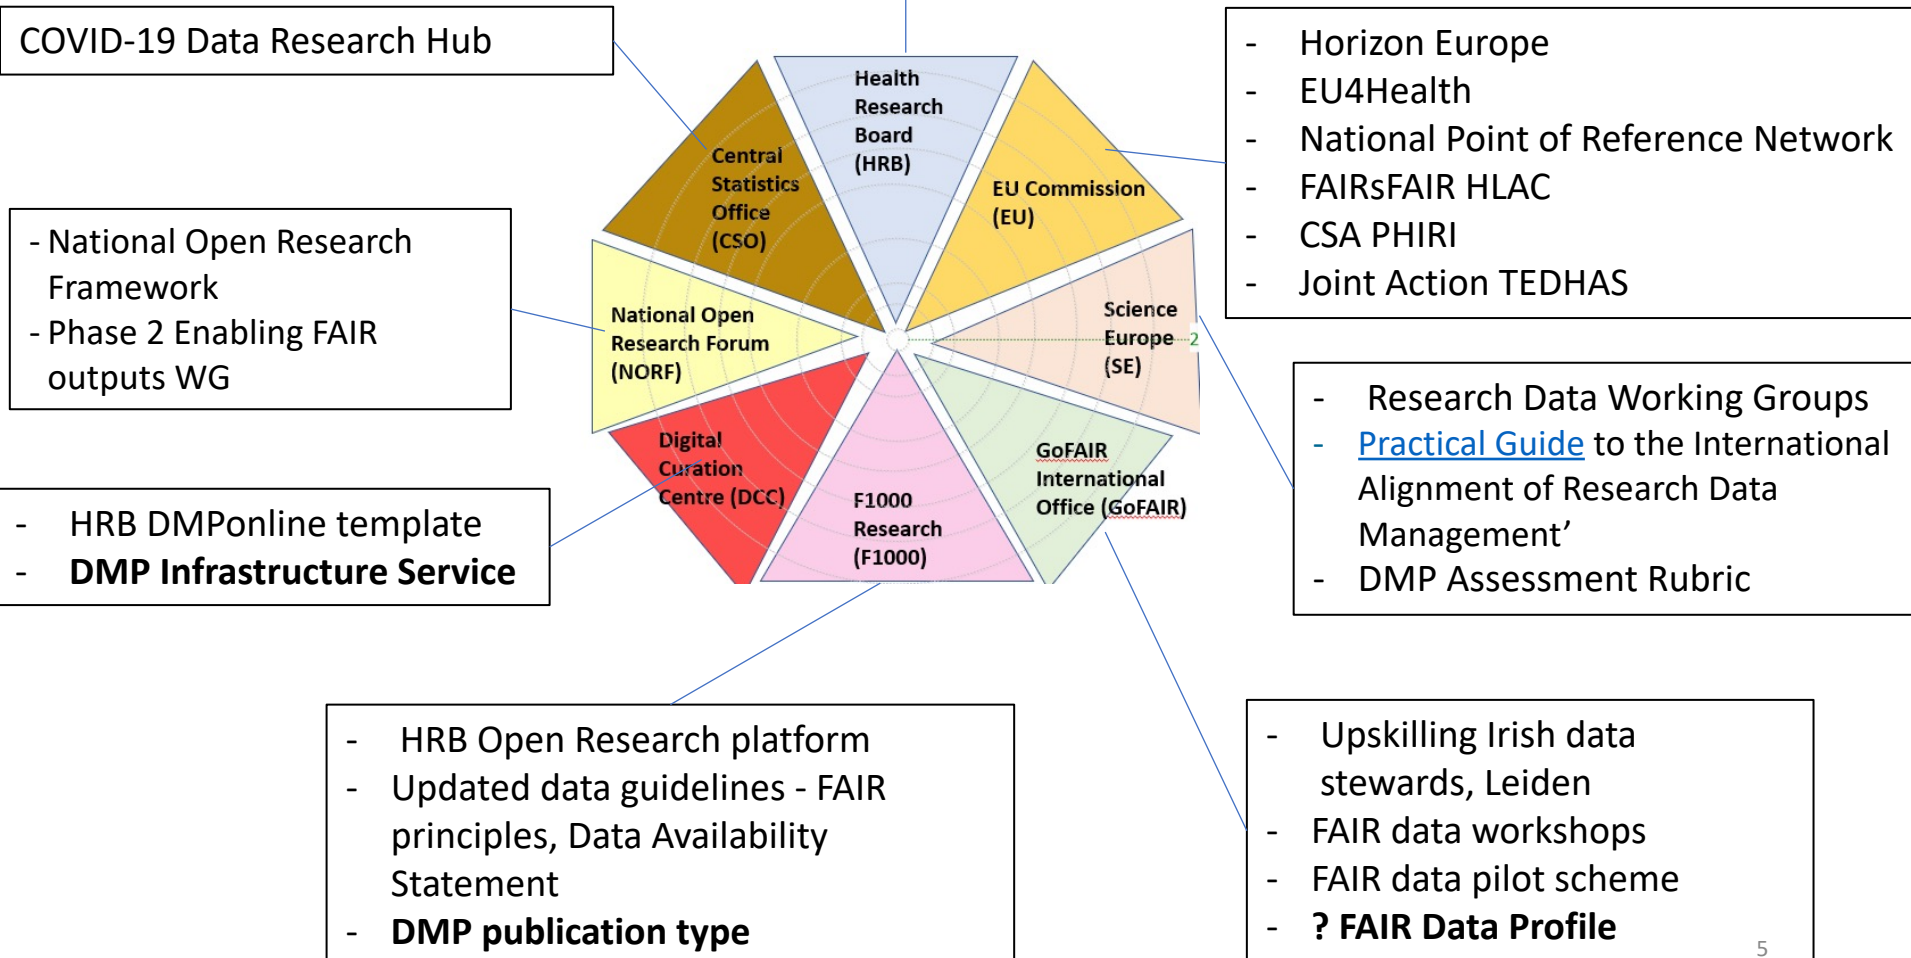 COVID-19 Data Research Hub
- National Open Research
Framework
- Phase 2 Enabling FAIR
outputs WG
- HRB DMPonline template
- DMP Infrastructure Service
Health
Research
Board
(HRB)
Central
Statistics
Office
(CSO)
EU Commission
(EU)
National Open
Research Forum
(NORF)
Science
Europe
(SE)
2
Digital
Curation
Centre (DCC)
F1000
Research
(F1000)
GoFAIR
International
Office (GoFAIR)
- Horizon Europe
- EU4Health
- National Point of Reference Network
- FAIRsFAIR HLAC
- CSA PHIRI
- Joint Action TEDHAS
- Research Data Working Groups
- Practical Guide to the International
Alignment of Research Data
Management’
- DMP Assessment Rubric
- HRB Open Research platform
- Updated data guidelines - FAIR
principles, Data Availability
Statement
- DMP publication type
- Upskilling Irish data
stewards, Leiden
- FAIR data workshops
- FAIR data pilot scheme
- ? FAIR Data Profile
5